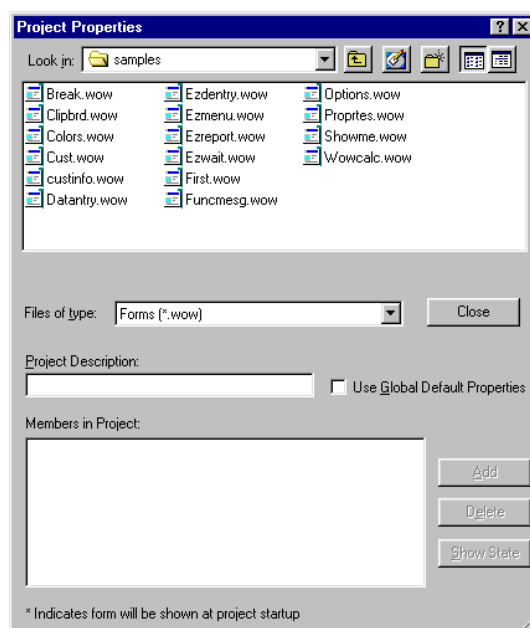 Project Properties
Look in: samples
Break.wow Ezdentry.wow Options.wow
Clipbrd.wow Ezmenu.wow Proprtes.wow
Colors.wow Ezreport.wow Showme.wow
Cust.wow Ezwait.wow Wowcalc.wow
custinfo.wow First.wow
Datantry.wow Funcmesg.wow
Files of type: Forms (*.wow) Close
Project Description:
Use Global Default Properties
Members in Project:
Add
Delete
Show State
* Indicates form will be shown at project startup